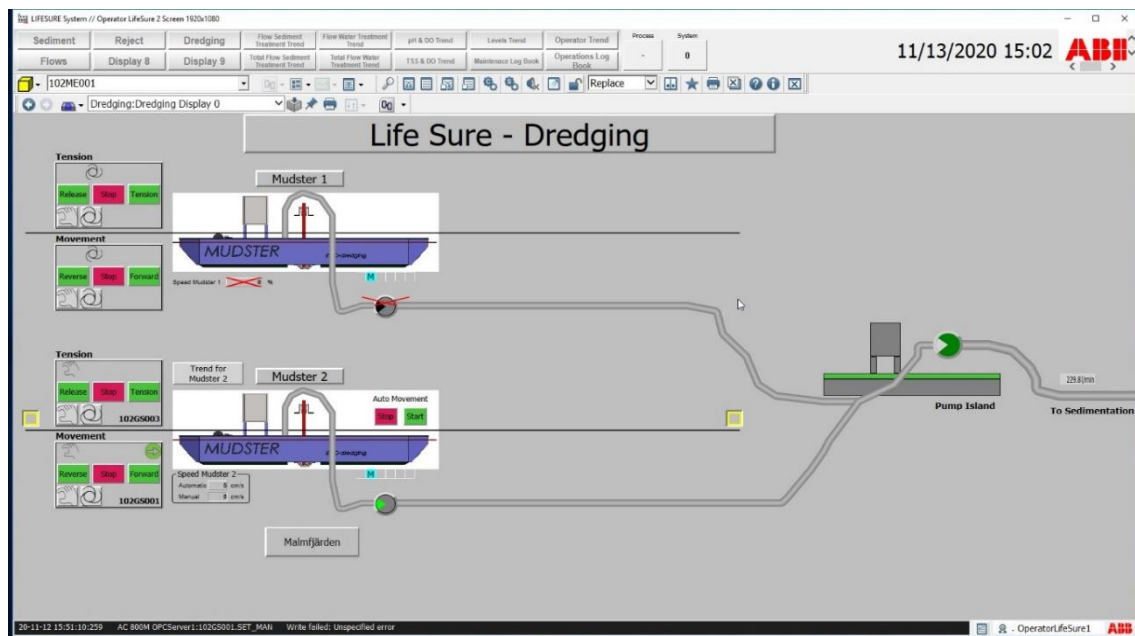 LIFESURE System // Operator LifeSure 2 Screen 1920x1080
Sediment Reject Dredging Flow Sediment Treatment Trend Flow Water Treatment Trend pH & DO Trend Levels Trend Operator Trend Process System
Flows Display 8 Display 9 Total Flow Sediment Treatment Trend Total Flow Water Treatment Trend TSS & DO Trend Maintenance Log Book Operations Log Book - 0
11/13/2020 15:02 ABB
102ME001 Replace
Dredging:Dredging Display 0
Life Sure - Dredging
Tension
Mudster 1
Release Stop Tension
Movement
MUDSTER
Reverse Stop Forward
Speed Mudster 1 %
M
Tension
Trend for
Mudster 2
Mudster 2
Release Stop Tension
Auto Movement
Stop Start
102GS003
Movement
MUDSTER
Reverse Stop Forward
Speed Mudster 2
Automatic 5 cm/s
Manual cm/s
M
102GS001
229.8 l/min
Pump Island
To Sedimentation
Malmfjärden
20-11-12 15:51:10:259 AC 800M OPCServer1:102GS001.SET_MAN Write failed: Unspecified error
- OperatorLifeSure1 ABB